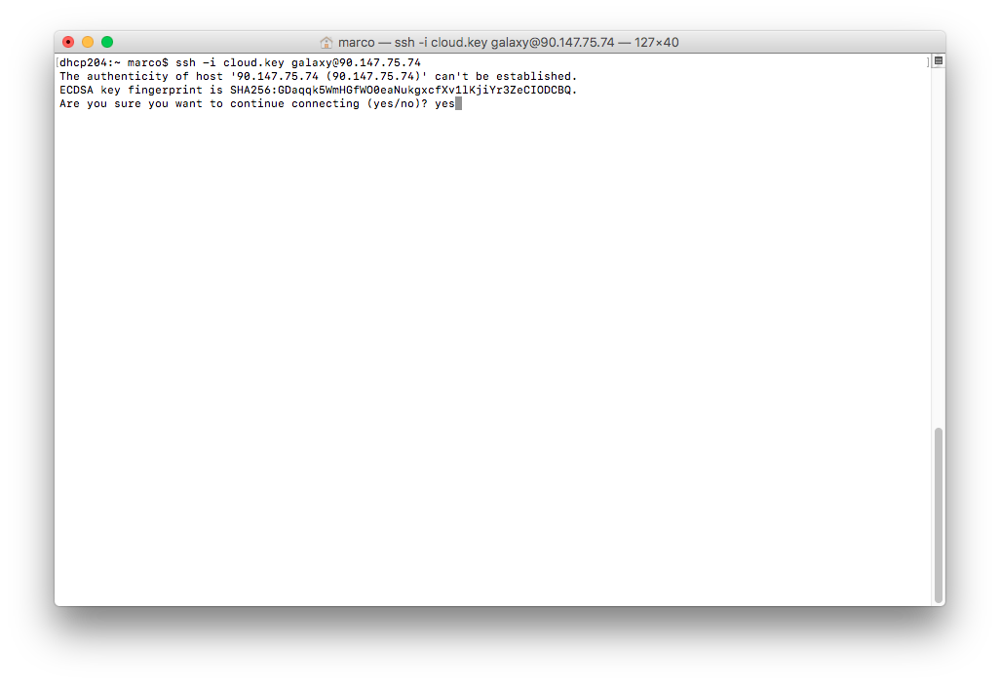 marco — ssh -i cloud.key galaxy@90.147.75.74 — 127×40
[dhcp204:~ marco$ ssh -i cloud.key galaxy@90.147.75.74 ]
The authenticity of host '90.147.75.74 (90.147.75.74)' can't be established.
ECDSA key fingerprint is SHA256:GDaqqk5WmHGfWO0eaNukgxcfXv1lKjiYr3ZeCIODCBQ.
Are you sure you want to continue connecting (yes/no)? yes